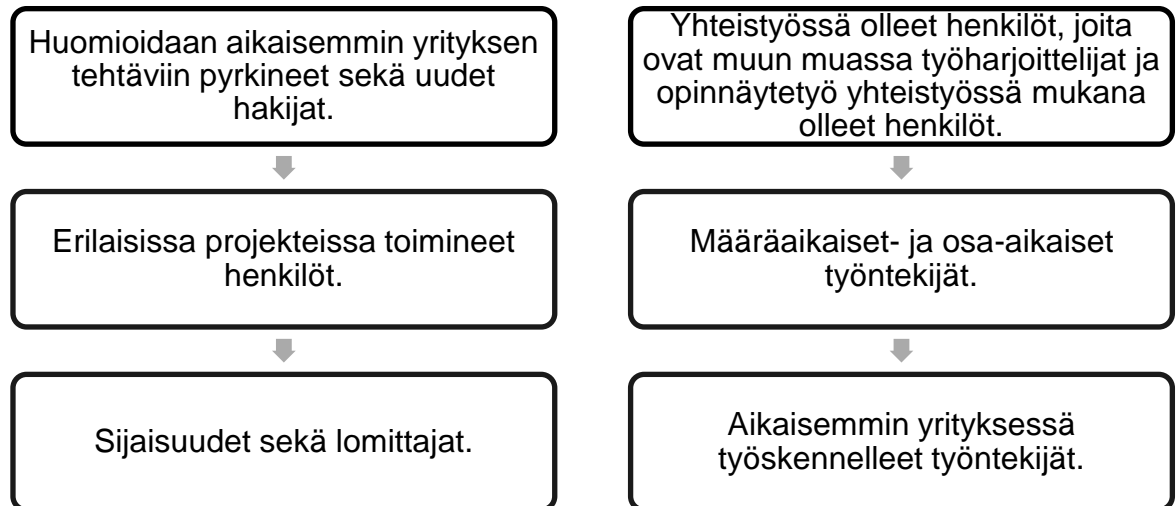 Huomioidaan aikaisemmin yrityksen
tehtäviin pyrkineet sekä uudet
hakijat.
Erilaisissa projekteissa toimineet
henkilöt.
Sijaisuudet sekä lomittajat.
Yhteistyössä olleet henkilöt, joita
ovat muun muassa työharjoittelijat ja
opinnäytetyö yhteistyössä mukana
olleet henkilöt.
Määräaikaiset- ja osa-aikaiset
työntekijät.
Aikaisemmin yrityksessä
työskennelleet työntekijät.